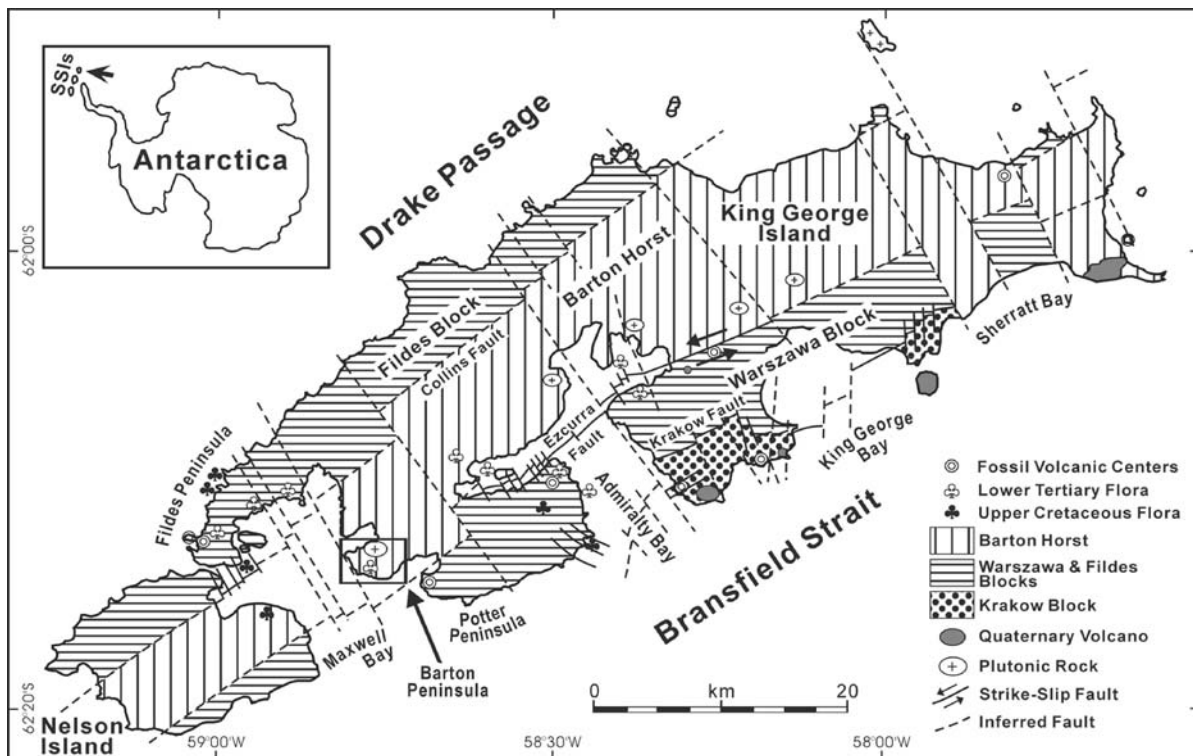 SSIs
Antarctica
Drake Passage
King George
Island
62°00'S
Barton Horst
Fildes Block
Collins Fault
Warszawa Block
Sherratt Bay
Ezcurra
Fault
Krakow Fault
King George
Bay
Fildes Peninsula
Admiralty Bay
Bransfield Strait
Maxwell
Bay
Potter
Peninsula
Barton
Peninsula
Nelson
Island
62°20'S
Fossil Volcanic Centers
Lower Tertiary Flora
Upper Cretaceous Flora
Barton Horst
Warszawa & Fildes
Blocks
Krakow Block
Quaternary Volcano
Plutonic Rock
Strike-Slip Fault
Inferred Fault
0 km 20
59°00'W 58°30'W 58°00'W